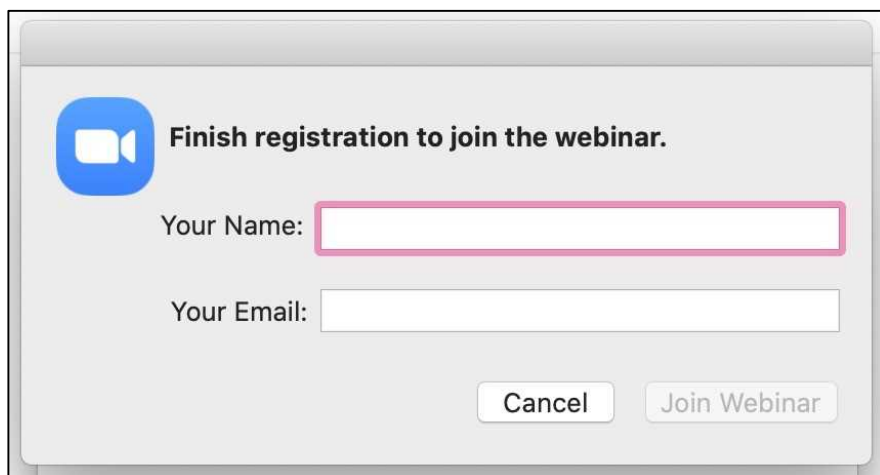 Finish registration to join the webinar.
Your Name:
Your Email:
Cancel Join Webinar